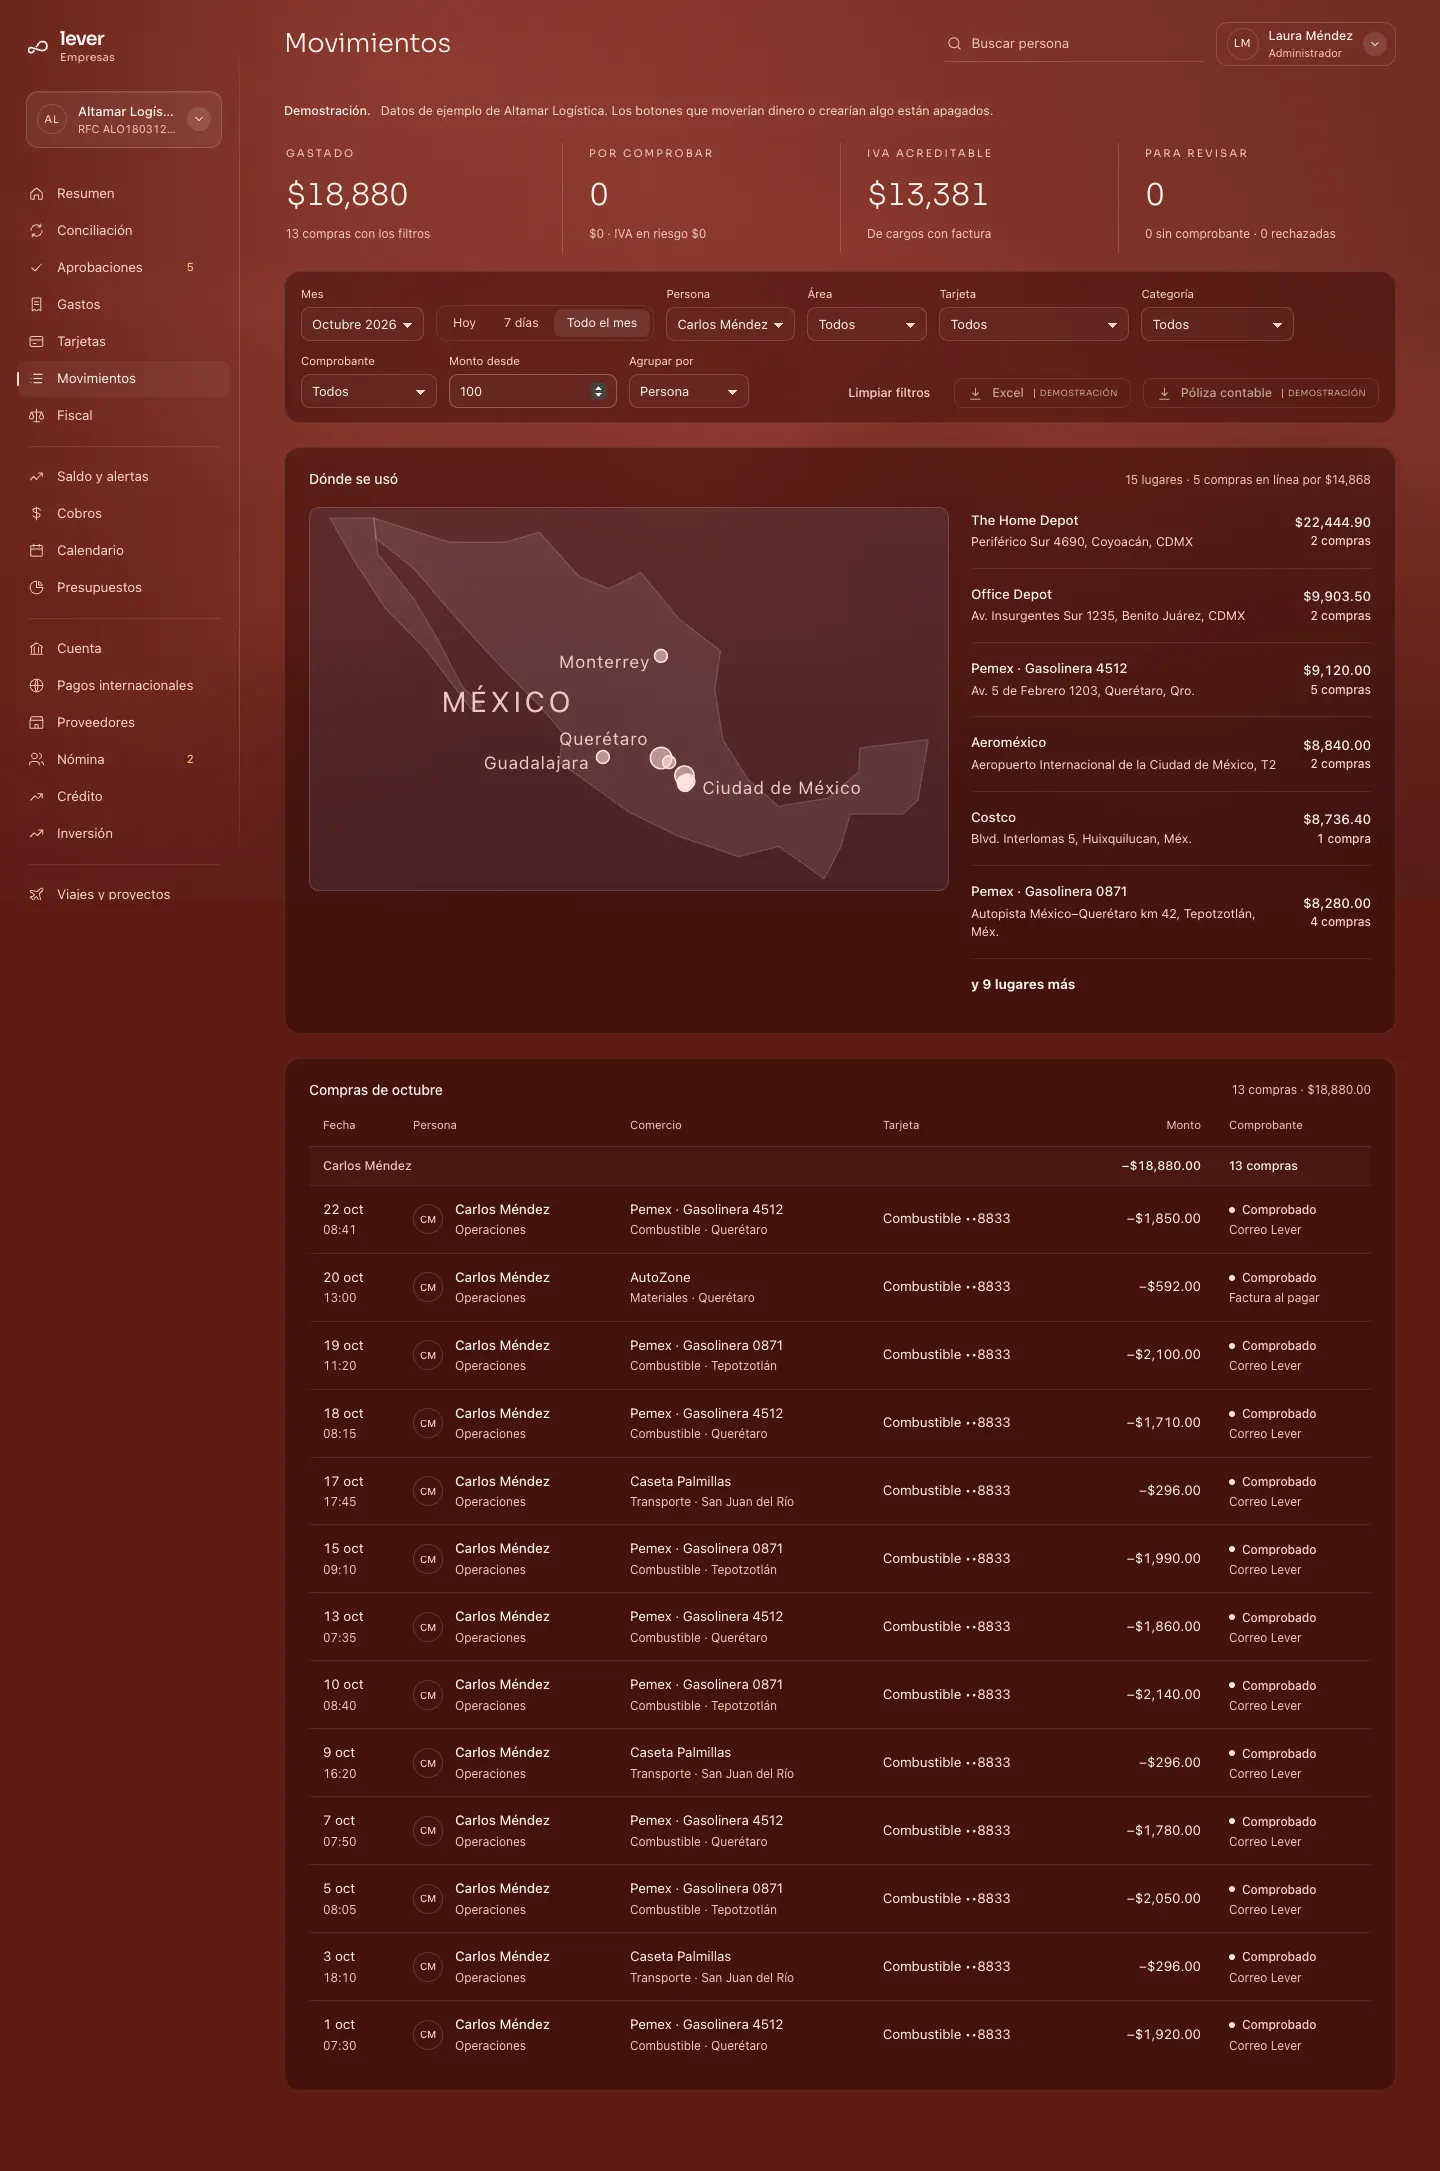 lever
Empresas
AL
Altamar Logís...
RFC ALO180312...
Resumen
Conciliación
Aprobaciones 5
Gastos
Tarjetas
Movimientos
Fiscal
Saldo y alertas
Cobros
Calendario
Presupuestos
Cuenta
Pagos internacionales
Proveedores
Nómina 2
Crédito
Inversión
Viajes y proyectos
Movimientos
Buscar persona
LM
Laura Méndez
Administrador
Demostración. Datos de ejemplo de Altamar Logística. Los botones que moverían dinero o crearían algo están apagados.
GASTADO
$18,880
13 compras con los filtros
POR COMPROBAR
0
$0 · IVA en riesgo $0
IVA ACREDITABLE
$13,381
De cargos con factura
PARA REVISAR
0
0 sin comprobante · 0 rechazadas
Mes
Octubre 2026
Hoy 7 días Todo el mes
Persona
Carlos Méndez
Área
Todos
Tarjeta
Todos
Categoría
Todos
Comprobante
Todos
Monto desde
100
Agrupar por
Persona
Limpiar filtros
Excel | DEMOSTRACIÓN
Póliza contable | DEMOSTRACIÓN
Dónde se usó
15 lugares · 5 compras en línea por $14,868
Monterrey
MÉXICO
Querétaro
Guadalajara
Ciudad de México
The Home Depot $22,444.90
Periférico Sur 4690, Coyoacán, CDMX 2 compras
Office Depot $9,903.50
Av. Insurgentes Sur 1235, Benito Juárez, CDMX 2 compras
Pemex · Gasolinera 4512 $9,120.00
Av. 5 de Febrero 1203, Querétaro, Qro. 5 compras
Aeroméxico $8,840.00
Aeropuerto Internacional de la Ciudad de México, T2 2 compras
Costco $8,736.40
Blvd. Interlomas 5, Huixquilucan, Méx. 1 compra
Pemex · Gasolinera 0871 $8,280.00
Autopista México–Querétaro km 42, Tepotzotlán, 4 compras
Méx.
y 9 lugares más
Compras de octubre 13 compras · $18,880.00
Fecha Persona Comercio Tarjeta Monto Comprobante
Carlos Méndez −$18,880.00 13 compras
22 oct CM Carlos Méndez Pemex · Gasolinera 4512 Combustible ··8833 −$1,850.00 Comprobado
08:41 Operaciones Combustible · Querétaro Correo Lever
20 oct CM Carlos Méndez AutoZone Combustible ··8833 −$592.00 Comprobado
13:00 Operaciones Materiales · Querétaro Factura al pagar
19 oct CM Carlos Méndez Pemex · Gasolinera 0871 Combustible ··8833 −$2,100.00 Comprobado
11:20 Operaciones Combustible · Tepotzotlán Correo Lever
18 oct CM Carlos Méndez Pemex · Gasolinera 4512 Combustible ··8833 −$1,710.00 Comprobado
08:15 Operaciones Combustible · Querétaro Correo Lever
17 oct CM Carlos Méndez Caseta Palmillas Combustible ··8833 −$296.00 Comprobado
17:45 Operaciones Transporte · San Juan del Río Correo Lever
15 oct CM Carlos Méndez Pemex · Gasolinera 0871 Combustible ··8833 −$1,990.00 Comprobado
09:10 Operaciones Combustible · Tepotzotlán Correo Lever
13 oct CM Carlos Méndez Pemex · Gasolinera 4512 Combustible ··8833 −$1,860.00 Comprobado
07:35 Operaciones Combustible · Querétaro Correo Lever
10 oct CM Carlos Méndez Pemex · Gasolinera 0871 Combustible ··8833 −$2,140.00 Comprobado
08:40 Operaciones Combustible · Tepotzotlán Correo Lever
9 oct CM Carlos Méndez Caseta Palmillas Combustible ··8833 −$296.00 Comprobado
16:20 Operaciones Transporte · San Juan del Río Correo Lever
7 oct CM Carlos Méndez Pemex · Gasolinera 4512 Combustible ··8833 −$1,780.00 Comprobado
07:50 Operaciones Combustible · Querétaro Correo Lever
5 oct CM Carlos Méndez Pemex · Gasolinera 0871 Combustible ··8833 −$2,050.00 Comprobado
08:05 Operaciones Combustible · Tepotzotlán Correo Lever
3 oct CM Carlos Méndez Caseta Palmillas Combustible ··8833 −$296.00 Comprobado
18:10 Operaciones Transporte · San Juan del Río Correo Lever
1 oct CM Carlos Méndez Pemex · Gasolinera 4512 Combustible ··8833 −$1,920.00 Comprobado
07:30 Operaciones Combustible · Querétaro Correo Lever